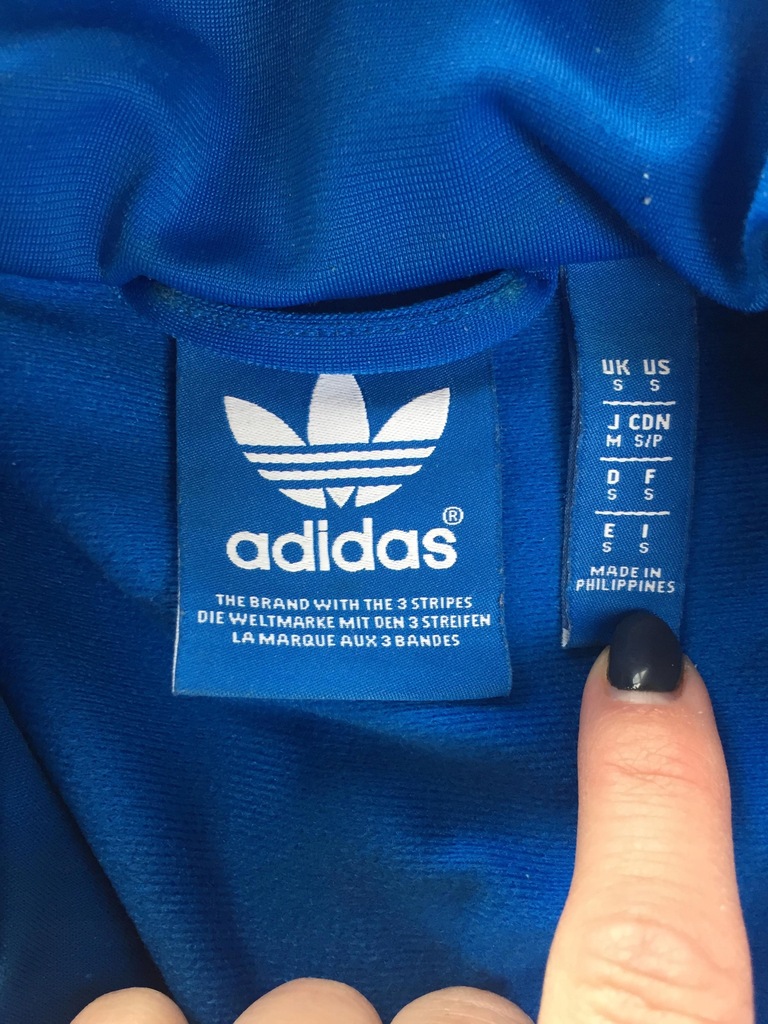 adidas®
THE BRAND WITH THE 3 STRIPES
DIE WELTMARKE MIT DEN 3 STREIFEN
LA MARQUE AUX 3 BANDES
UK US
S S
J CDN
M S/P
D F
S S
E I
S S
MADE IN
PHILIPPINES